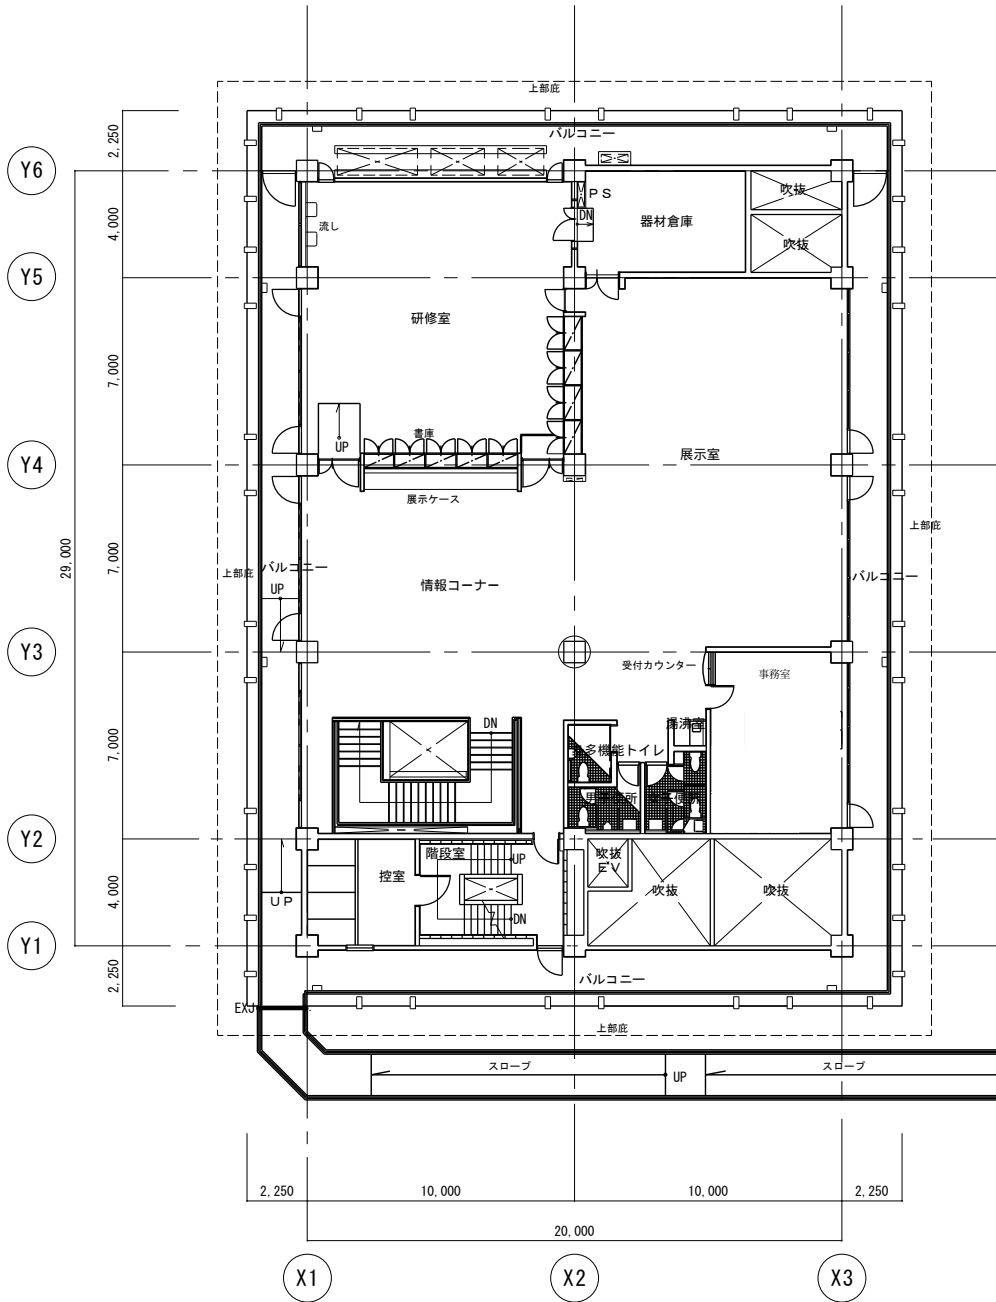 上部庇
バルコニー
2,250
Y6
PS
吹抜
4,000
流し
DN
器材倉庫
吹抜
Y5
研修室
7,000
書庫
UP
展示室
Y4
展示ケース
上部庇
29,000
7,000
上部庇
バルコニー
UP
情報コーナー
バルコニー
Y3
受付カウンター
事務室
DN
湯沸室
多機能トイレ
7,000
Y2
階段室
UP
吹抜
EV
控室
吹抜
吹抜
4,000
UP
DN
Y1
バルコニー
2,250
EXJ
上部庇
スロープ
UP
スロープ
2,250
10,000
10,000
2,250
20,000
X1
X2
X3